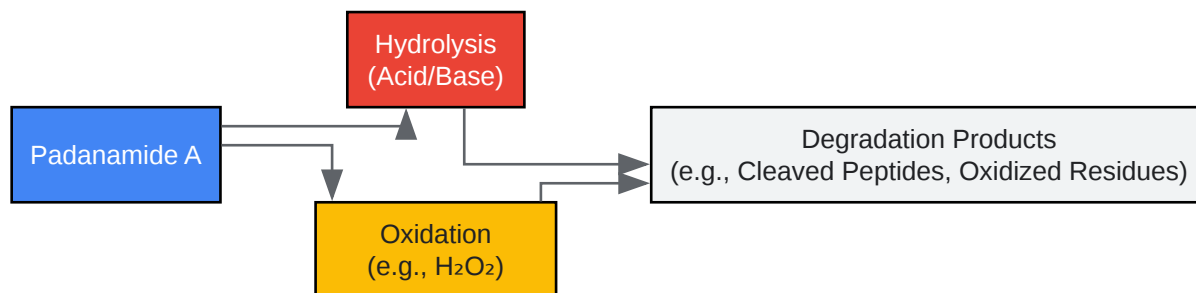 Hydrolysis
(Acid/Base)
Padanamide A
Degradation Products
(e.g., Cleaved Peptides, Oxidized Residues)
Oxidation
(e.g., H₂O₂)